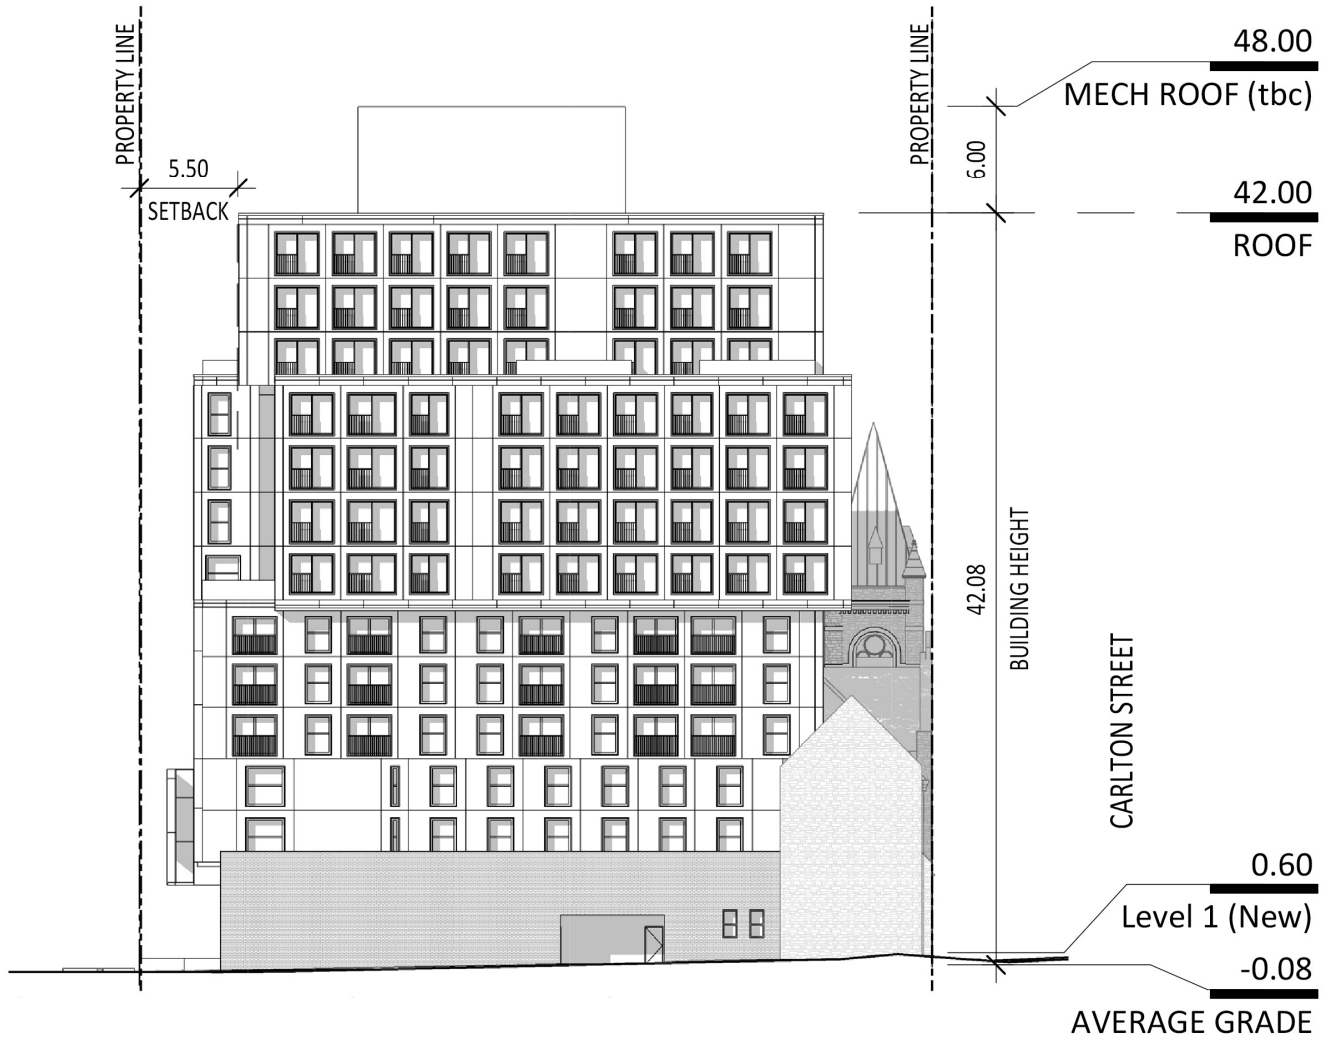 PROPERTY LINE
PROPERTY LINE
48.00
MECH ROOF (tbc)
6.00
5.50
SETBACK
42.00
ROOF
42.08
BUILDING HEIGHT
CARLTON STREET
0.60
Level 1 (New)
-0.08
AVERAGE GRADE